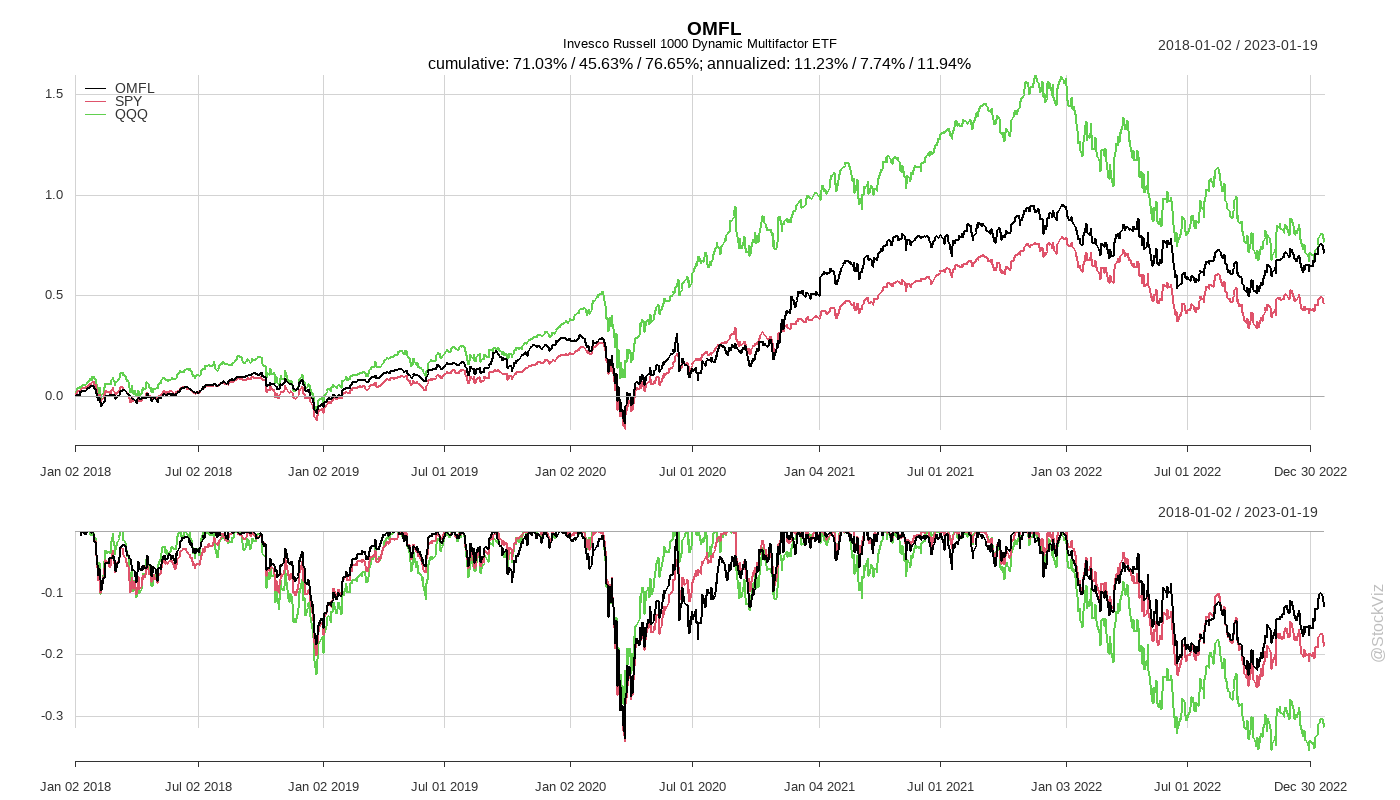 OMFL
Invesco Russell 1000 Dynamic Multifactor ETF
2018-01-02 / 2023-01-19
cumulative: 71.03% / 45.63% / 76.65%; annualized: 11.23% / 7.74% / 11.94%
OMFL
SPY
QQQ
1.5
1.0
0.5
0.0
Jan 02 2018 Jul 02 2018 Jan 02 2019 Jul 01 2019 Jan 02 2020 Jul 01 2020 Jan 04 2021 Jul 01 2021 Jan 03 2022 Jul 01 2022 Dec 30 2022
2018-01-02 / 2023-01-19
-0.1
-0.2
-0.3
Jan 02 2018 Jul 02 2018 Jan 02 2019 Jul 01 2019 Jan 02 2020 Jul 01 2020 Jan 04 2021 Jul 01 2021 Jan 03 2022 Jul 01 2022 Dec 30 2022
@StockViz